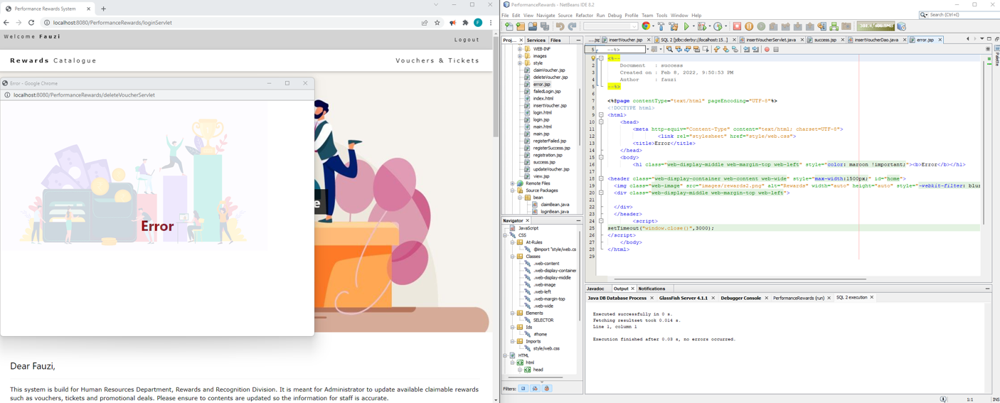 Performance Rewards System
localhost:8080/PerformanceRewards/loginServlet
F
Welcome Fauzi
Logout
Rewards Catalogue
Vouchers & Tickets
Error - Google Chrome
localhost:8080/PerformanceRewards/deleteVoucherServlet
Error
e
Dear Fauzi,
This system is build for Human Resources Department, Rewards and Recognition Division. It is meant for Administrator to update available claimable rewards
such as vouchers, tickets and promotional deals. Please ensure to contents are updated so the information for staff is accurate.
PerformanceRewards - NetBeans IDE 8.2
File Edit View Navigate Source Refactor Run Debug Profile Team Tools Window Help
Search (Ctrl+I)
Proj... Services Files
WEB-INF
images
style
claimVoucher.jsp
deleteVoucher.jsp
error.jsp
failedLogin.jsp
index.html
insertVoucher.jsp
login.html
login.jsp
main.html
main.jsp
registerFailed.jsp
registerSuccess.jsp
registration.jsp
success.jsp
updateVoucher.jsp
view.jsp
Remote Files
Source Packages
bean
claimBean.java
loginBean.java
Navigator
JavaScript
CSS
At-Rules
@import "style/web.cs
Classes
.web-content
.web-display-container
.web-display-middle
.web-image
.web-left
.web-margin-top
.web-wide
Elements
SELECTOR
Ids
#home
Imports
style/web.css
HTML
html
head
Filters:
....jsp insertVoucher.jsp SQL 2 [jdbc:derby://localhost:15... insertVoucherServlet.java success.jsp insertVoucherDao.java error.jsp
5 --%>
<%--
2 Document : success
3 Created on : Feb 8, 2022, 9:50:53 PM
4 Author : fauzi
5 --%>
6
7 <%@page contentType="text/html" pageEncoding="UTF-8"%>
8 <!DOCTYPE html>
9 <html>
10 <head>
11 <meta http-equiv="Content-Type" content="text/html; charset=UTF-8">
12 <link rel="stylesheet" href="style/web.css">
13 <title>Error</title>
14 </head>
15 <body>
16 <h1 class="web-display-middle web-margin-top web-left" style="color: maroon !important;"><b>Error</b></h1>
17
18 <header class="web-display-container web-content web-wide" style="max-width:1500px;" id="home">
19 <img class="web-image" src="images/rewards2.png" alt="Rewards" width="auto" height="auto" style="-webkit-filter: blur
20 <div class="web-display-middle web-margin-top web-left">
21
22 </div>
23 </header>
24 <script>
25 setTimeout("window.close()",3000);
26 </script>
27 </body>
28 </html>
29
Palette
Javadoc Output Notifications
Java DB Database Process GlassFish Server 4.1.1 Debugger Console PerformanceRewards (run) SQL 2 execution
Executed successfully in 0 s.
Fetching resultset took 0.014 s.
Line 1, column 1
Execution finished after 0.03 s, no errors occurred.
1:1 INS